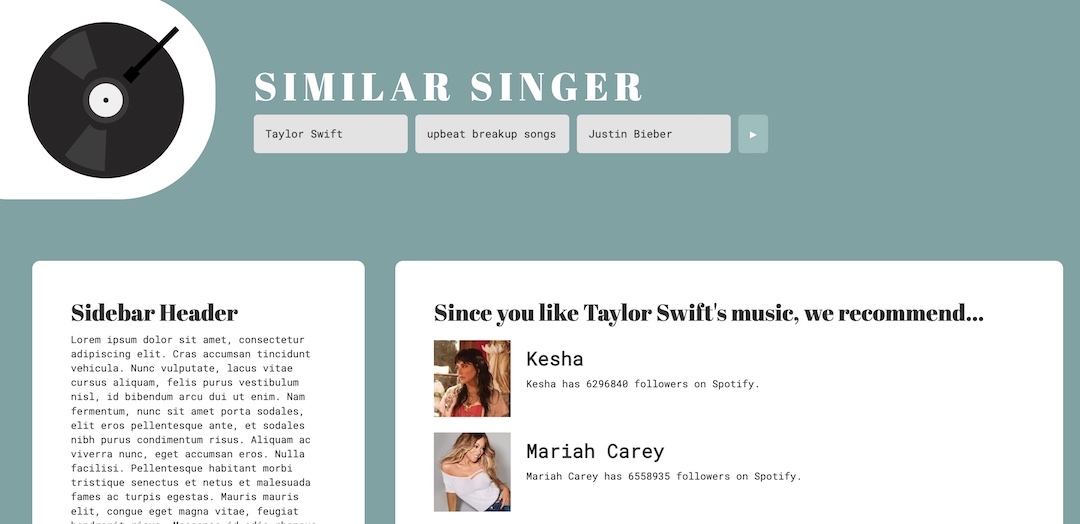 SIMILAR SINGER
Taylor Swift
upbeat breakup songs
Justin Bieber
Sidebar Header
Lorem ipsum dolor sit amet, consectetur
adipiscing elit. Cras accumsan tincidunt
vehicula. Nunc vulputate, lacus vitae
cursus aliquam, felis purus vestibulum
nisl, id bibendum arcu dui ut enim. Nam
fermentum, nunc sit amet porta sodales,
elit eros pellentesque ante, et sodales
nibh purus condimentum risus. Aliquam ac
viverra nunc, eget accumsan eros. Nulla
facilisi. Pellentesque habitant morbi
tristique senectus et netus et malesuada
fames ac turpis egestas. Mauris mauris
elit, congue eget magna vitae, feugiat
Since you like Taylor Swift's music, we recommend...
Kesha
Kesha has 6296840 followers on Spotify.
Mariah Carey
Mariah Carey has 6558935 followers on Spotify.